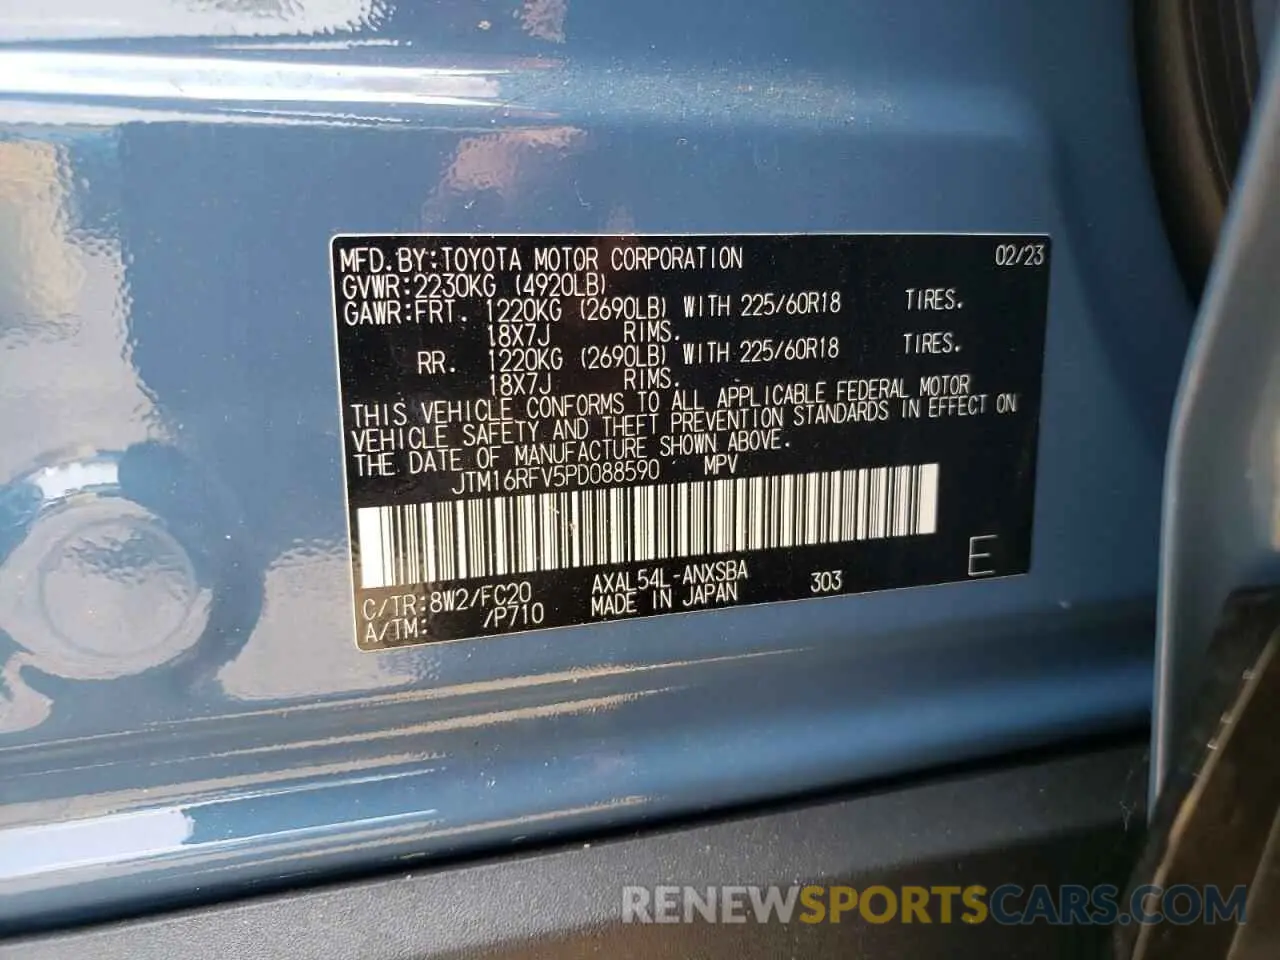 MFD.BY:TOYOTA MOTOR CORPORATION 02/23
GVWR:2230KG (4920LB)
GAWR:FRT. 1220KG (2690LB) WITH 225/60R18 TIRES.
18X7J RIMS.
RR. 1220KG (2690LB) WITH 225/60R18 TIRES.
18X7J RIMS.
THIS VEHICLE CONFORMS TO ALL APPLICABLE FEDERAL MOTOR
VEHICLE SAFETY AND THEFT PREVENTION STANDARDS IN EFFECT ON
THE DATE OF MANUFACTURE SHOWN ABOVE.
JTM16RFV5PD088590 MPV
E
C/TR:8W2/FC20 AXAL54L-ANXSBA 303
A/TM: /P710 MADE IN JAPAN
RENEWSPORTSCARS.COM